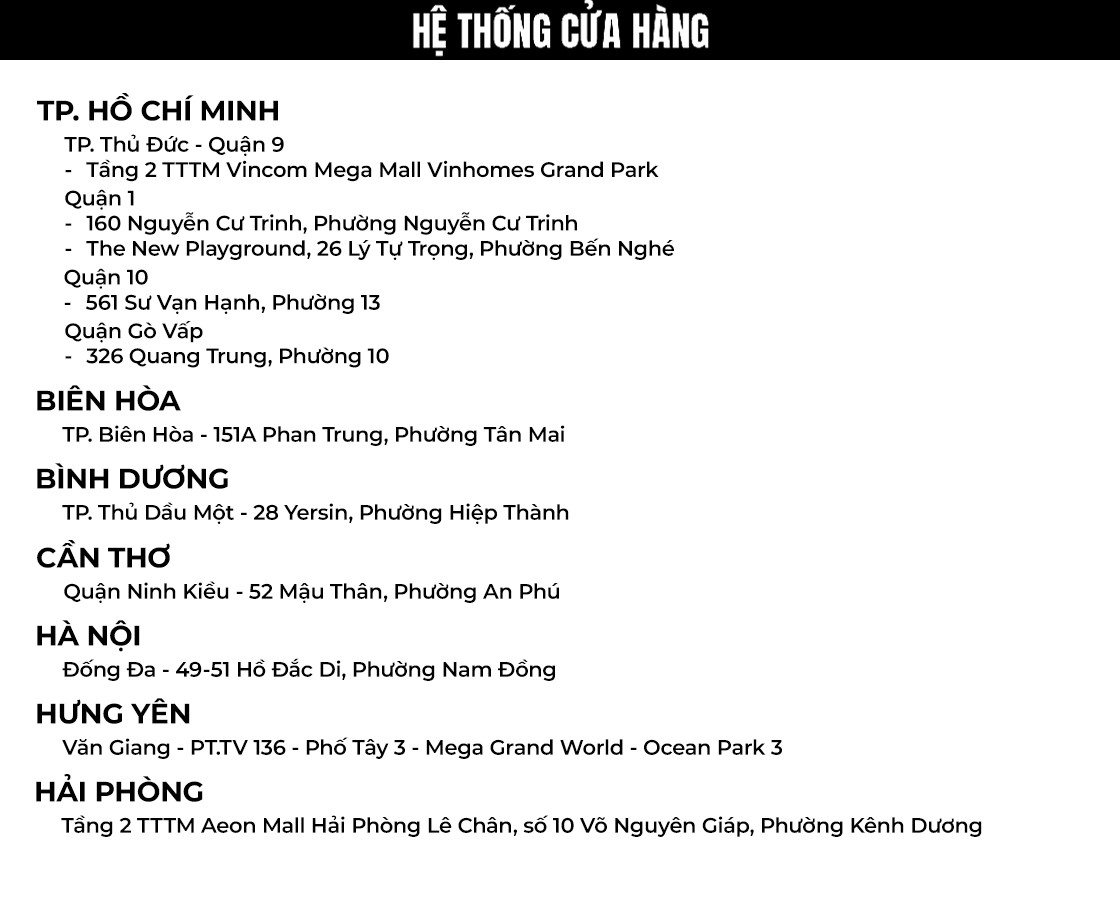 HỆ THỐNG CỬA HÀNG
TP. HỒ CHÍ MINH
TP. Thủ Đức - Quận 9
- Tầng 2 TTTM Vincom Mega Mall Vinhomes Grand Park
Quận 1
- 160 Nguyễn Cư Trinh, Phường Nguyễn Cư Trinh
- The New Playground, 26 Lý Tự Trọng, Phường Bến Nghé
Quận 10
- 561 Sư Vạn Hạnh, Phường 13
Quận Gò Vấp
- 326 Quang Trung, Phường 10
BIÊN HÒA
TP. Biên Hòa - 151A Phan Trung, Phường Tân Mai
BÌNH DƯƠNG
TP. Thủ Dầu Một - 28 Yersin, Phường Hiệp Thành
CẦN THƠ
Quận Ninh Kiều - 52 Mậu Thân, Phường An Phú
HÀ NỘI
Đống Đa - 49-51 Hồ Đắc Di, Phường Nam Đồng
HƯNG YÊN
Văn Giang - PT.TV 136 - Phố Tây 3 - Mega Grand World - Ocean Park 3
HẢI PHÒNG
Tầng 2 TTTM Aeon Mall Hải Phòng Lê Chân, số 10 Võ Nguyên Giáp, Phường Kênh Dương